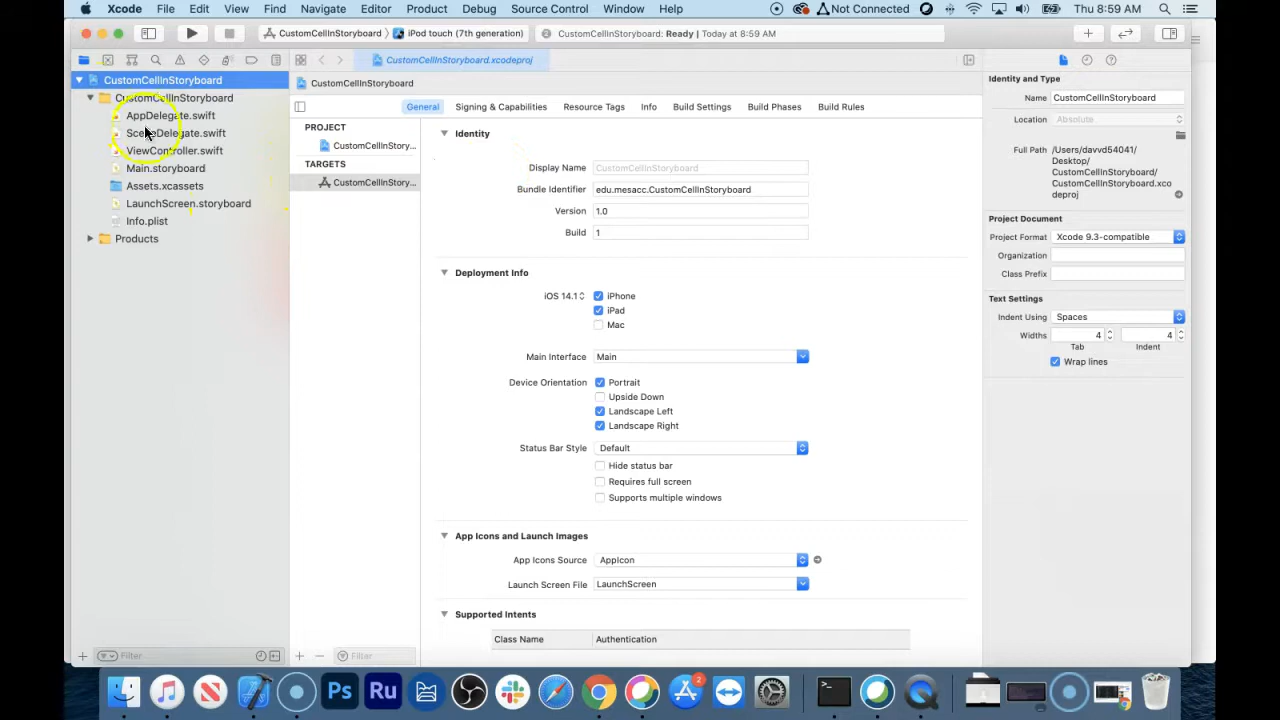 Xcode File Edit View Find Navigate Editor Product Debug Source Control Window Help Not Connected Thu 8:59 AM
CustomCellInStoryboard iPod touch (7th generation) CustomCellInStoryboard: Ready | Today at 8:59 AM
CustomCellInStoryboard.xcodeproj
CustomCellInStoryboard
CustomCellInStoryboard
AppDelegate.swift
SceneDelegate.swift
ViewController.swift
Main.storyboard
Assets.xcassets
LaunchScreen.storyboard
Info.plist
Products
Filter
CustomCellInStoryboard
General Signing & Capabilities Resource Tags Info Build Settings Build Phases Build Rules
PROJECT
CustomCellInStory...
TARGETS
CustomCellInStory...
Filter
Identity
Display Name CustomCellInStoryboard
Bundle Identifier edu.mesacc.CustomCellInStoryboard
Version 1.0
Build 1
Deployment Info
iOS 14.1 iPhone
iPad
Mac
Main Interface Main
Device Orientation Portrait
Upside Down
Landscape Left
Landscape Right
Status Bar Style Default
Hide status bar
Requires full screen
Supports multiple windows
App Icons and Launch Images
App Icons Source AppIcon
Launch Screen File LaunchScreen
Supported Intents
Class Name Authentication
Identity and Type
Name CustomCellInStoryboard
Location Absolute
Full Path /Users/davvd54041/
Desktop/
CustomCellInStoryboard/
CustomCellInStoryboard.xco
deproj
Project Document
Project Format Xcode 9.3-compatible
Organization
Class Prefix
Text Settings
Indent Using Spaces
Widths 4 4
Tab Indent
Wrap lines
Ps Ru 2